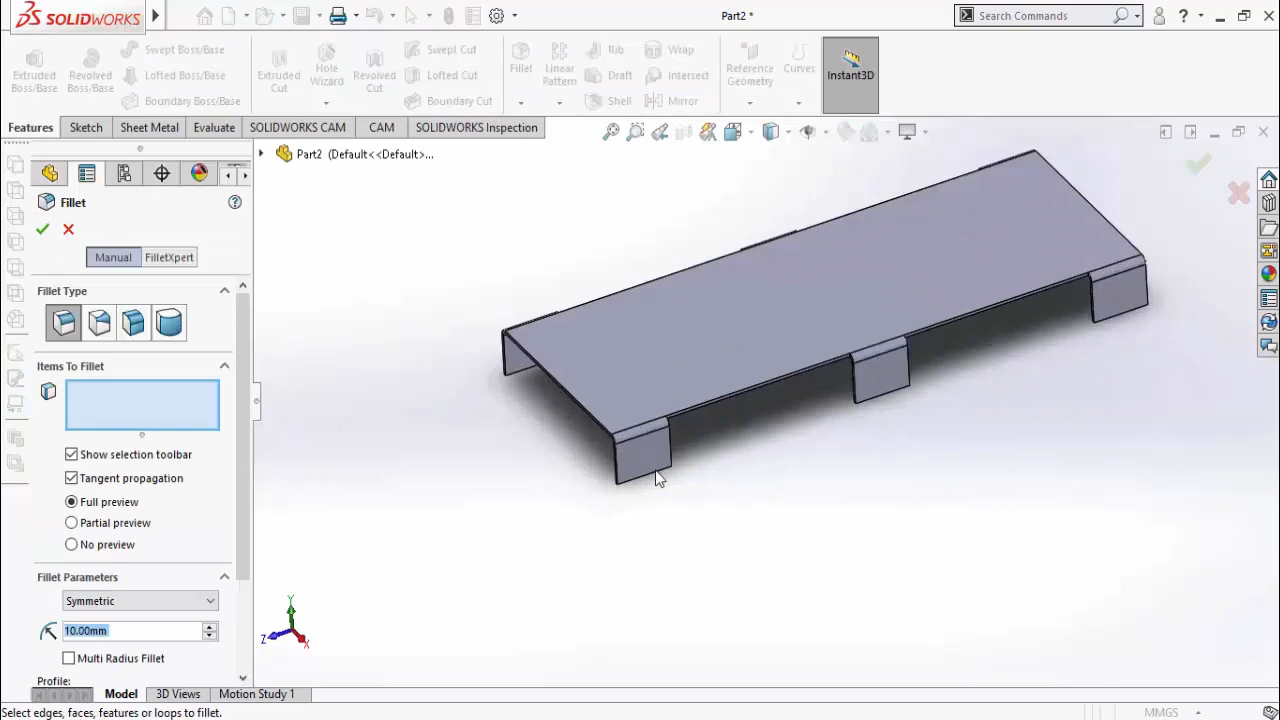 SOLIDWORKS
Part2 *
Search Commands
Extruded Boss/Base
Revolved Boss/Base
Swept Boss/Base
Lofted Boss/Base
Boundary Boss/Base
Extruded Cut
Hole Wizard
Revolved Cut
Swept Cut
Lofted Cut
Boundary Cut
Fillet
Linear Pattern
Rib
Draft
Shell
Wrap
Intersect
Mirror
Reference Geometry
Curves
Instant3D
Features
Sketch
Sheet Metal
Evaluate
SOLIDWORKS CAM
CAM
SOLIDWORKS Inspection
Part2 (Default<<Default>...
Fillet
Manual
FilletXpert
Fillet Type
Items To Fillet
Show selection toolbar
Tangent propagation
Full preview
Partial preview
No preview
Fillet Parameters
Symmetric
10.00mm
Multi Radius Fillet
Profile:
Y
Z
X
Model
3D Views
Motion Study 1
Select edges, faces, features or loops to fillet.
MMGS